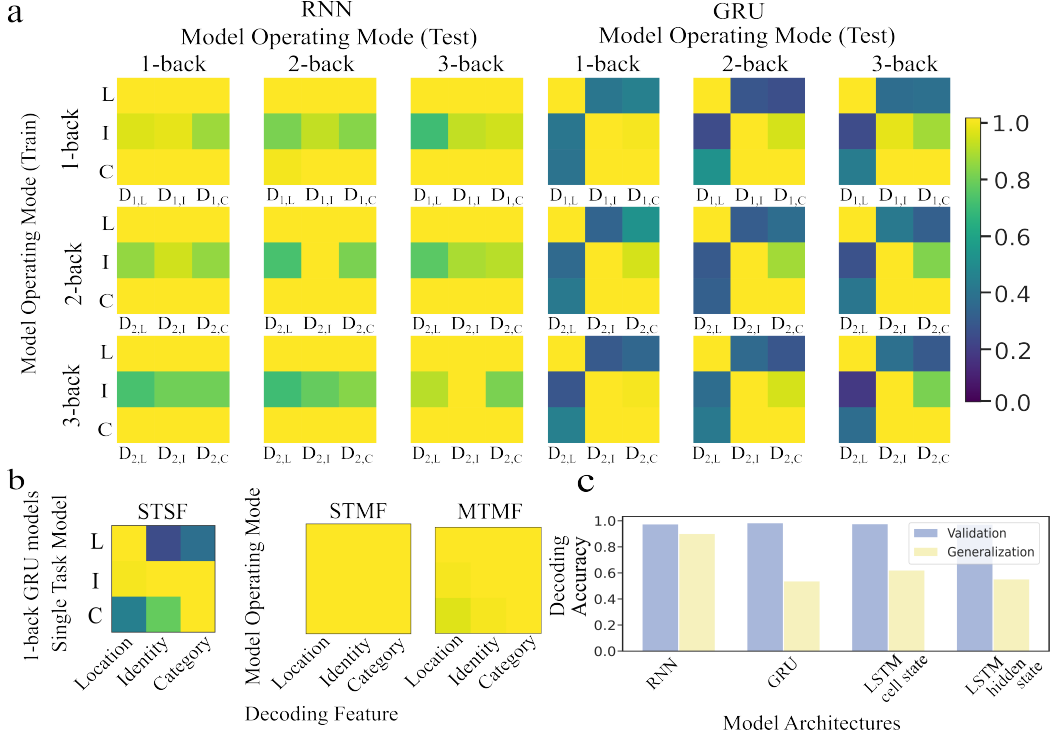 a
RNN
GRU
Model Operating Mode (Test)
Model Operating Mode (Test)
1-back
2-back
3-back
1-back
2-back
3-back
Model Operating Mode (Train)
1-back
L
I
C
D1,L D1,I D1,C
D1,L D1,I D1,C
D1,L D1,I D1,C
D1,L D1,I D1,C
D1,L D1,I D1,C
D1,L D1,I D1,C
2-back
L
I
C
D2,L D2,I D2,C
D2,L D2,I D2,C
D2,L D2,I D2,C
D2,L D2,I D2,C
D2,L D2,I D2,C
D2,L D2,I D2,C
3-back
L
I
C
D2,L D2,I D2,C
D2,L D2,I D2,C
D2,L D2,I D2,C
D2,L D2,I D2,C
D2,L D2,I D2,C
D2,L D2,I D2,C
1.0
0.8
0.6
0.4
0.2
0.0
b
1-back GRU models
Single Task Model
STSF
L
I
C
Location
Identity
Category
Model Operating Mode
STMF
Location
Identity
Category
MTMF
Location
Identity
Category
Decoding Feature
c
Decoding
Accuracy
1.0
0.8
0.6
0.4
0.2
0.0
Validation
Generalization
RNN
GRU
LSTM
cell state
LSTM
hidden
state
Model Architectures